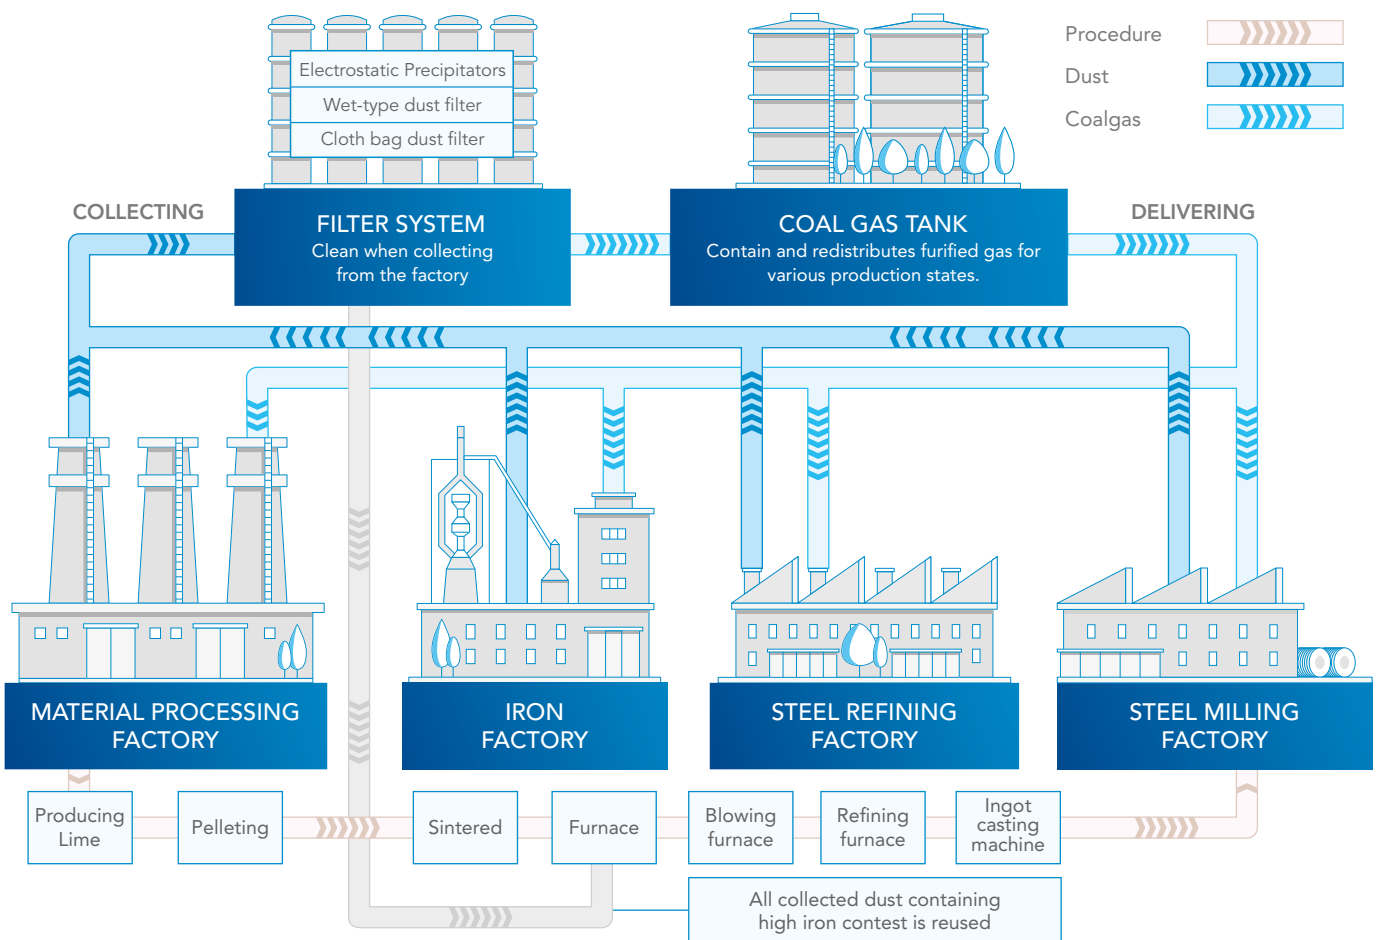 Electrostatic Precipitators
Wet-type dust filter
Cloth bag dust filter
Procedure
Dust
Coalgas
COLLECTING
FILTER SYSTEM
Clean when collecting
from the factory
COAL GAS TANK
Contain and redistributes furified gas for
various production states.
DELIVERING
MATERIAL PROCESSING
FACTORY
IRON
FACTORY
STEEL REFINING
FACTORY
STEEL MILLING
FACTORY
Producing
Lime
Pelleting
Sintered
Furnace
Blowing
furnace
Refining
furnace
Ingot
casting
machine
All collected dust containing
high iron contest is reused